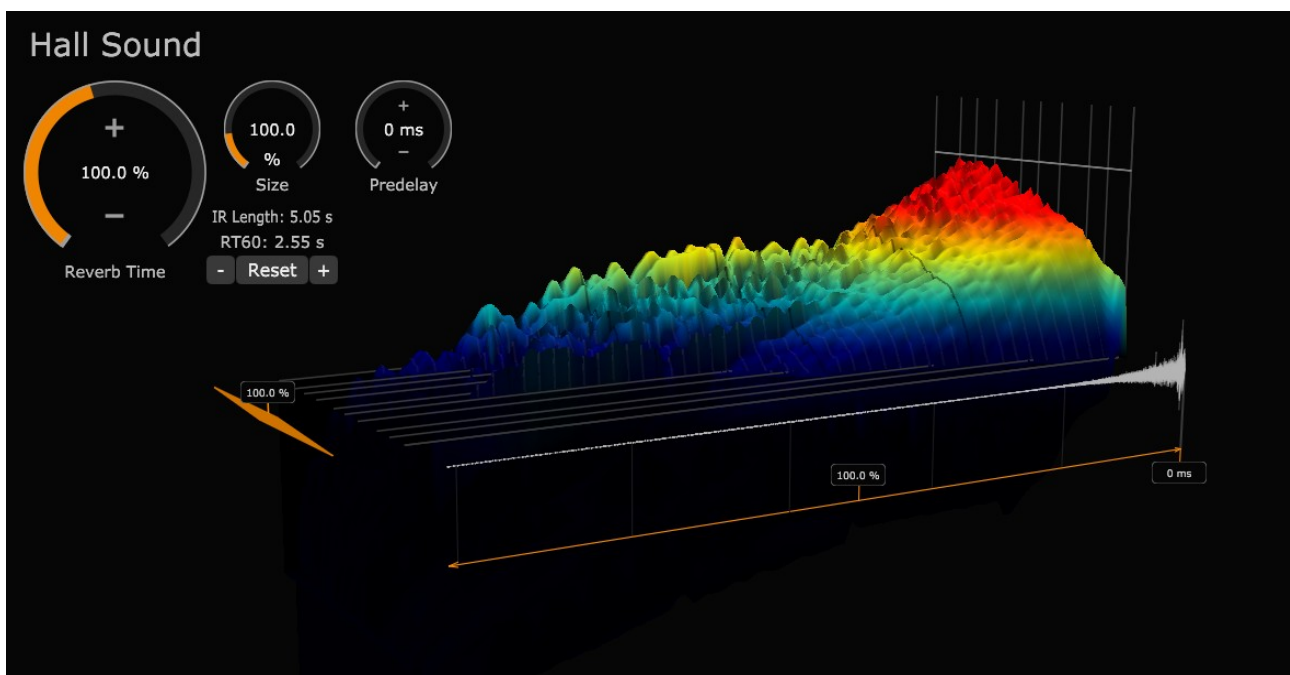 Hall Sound
+
100.0 %
−
Reverb Time
100.0
%
Size
+
0 ms
−
Predelay
IR Length: 5.05 s
RT60: 2.55 s
- Reset +
100.0 %
100.0 %
0 ms